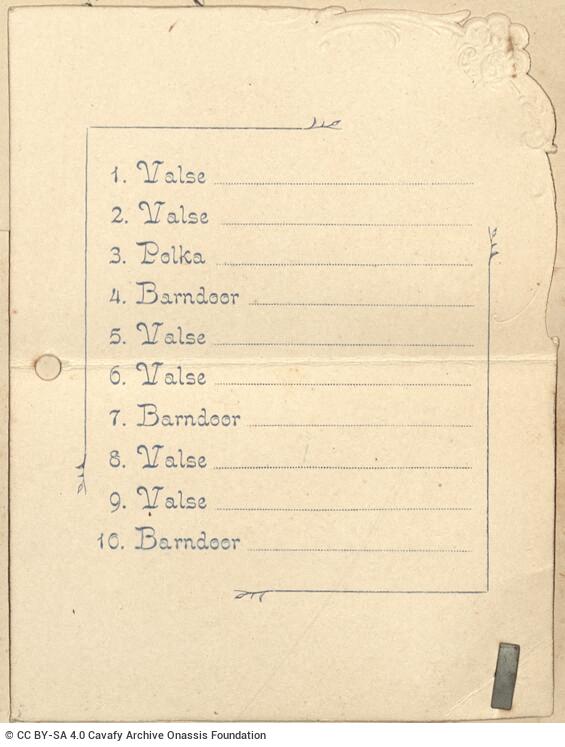 1. Valse
2. Valse
3. Polka
4. Barndoor
5. Valse
6. Valse
7. Barndoor
8. Valse
9. Valse
10. Barndoor
© CC BY-SA 4.0 Cavafy Archive Onassis Foundation